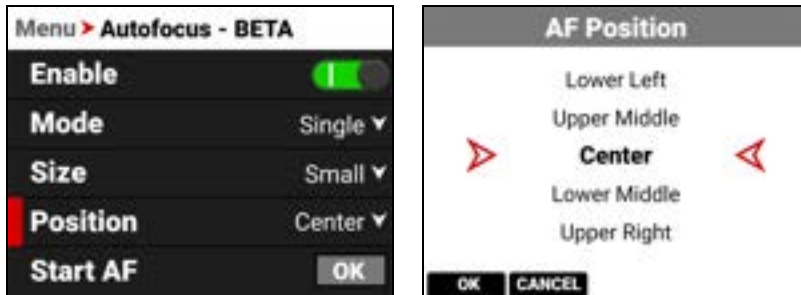 Menu > Autofocus - BETA
Enable
Mode Single
Size Small
Position Center
Start AF OK
AF Position
Lower Left
Upper Middle
Center
Lower Middle
Upper Right
OK CANCEL